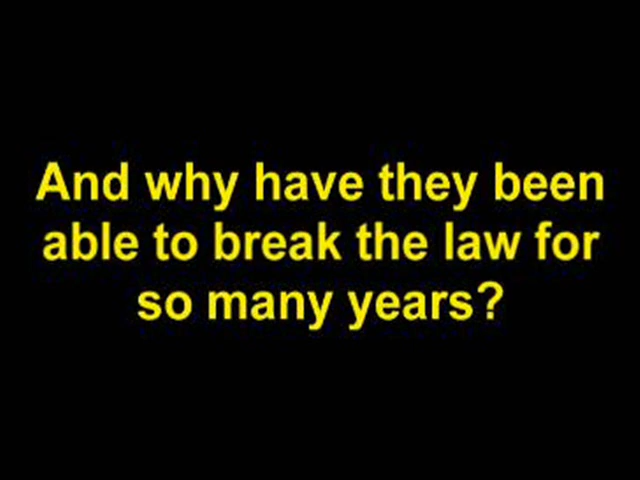 And why have they been
able to break the law for
so many years?